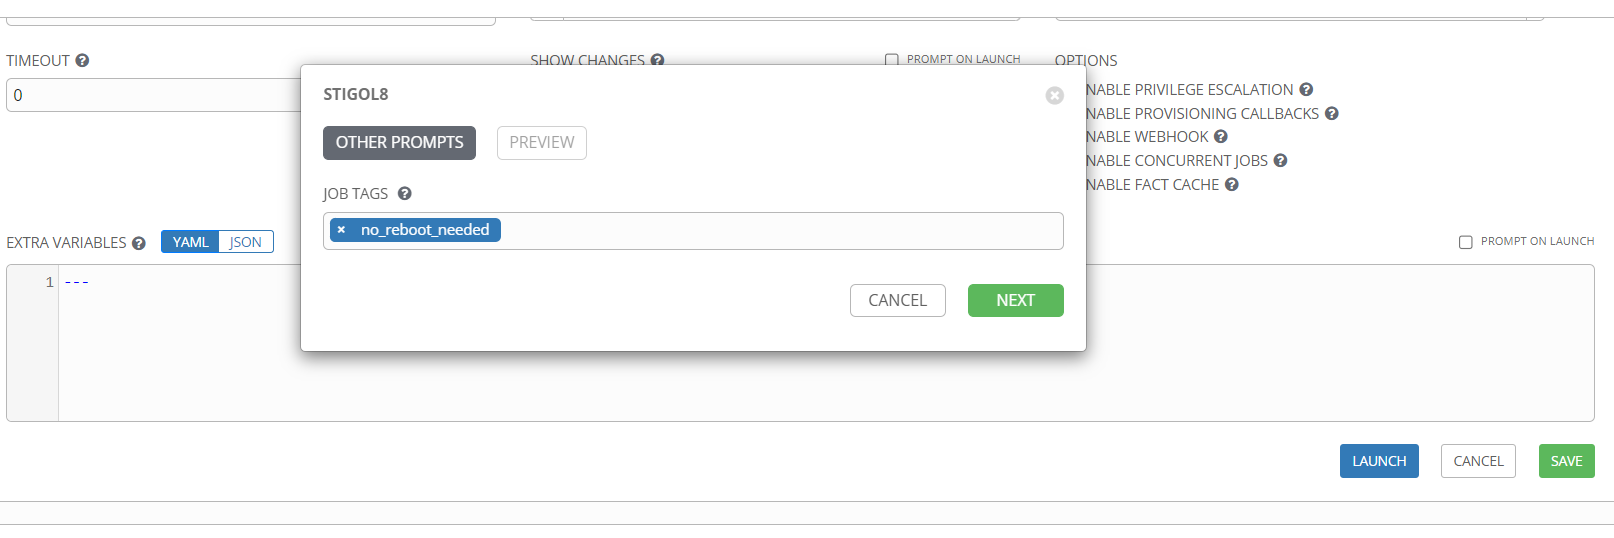 TIMEOUT
SHOW CHANGES
PROMPT ON LAUNCH
OPTIONS
0
STIGOL8
NABLE PRIVILEGE ESCALATION
NABLE PROVISIONING CALLBACKS
NABLE WEBHOOK
NABLE CONCURRENT JOBS
NABLE FACT CACHE
OTHER PROMPTS
PREVIEW
JOB TAGS
× no_reboot_needed
CANCEL
NEXT
EXTRA VARIABLES
YAML
JSON
PROMPT ON LAUNCH
1 ---
LAUNCH
CANCEL
SAVE